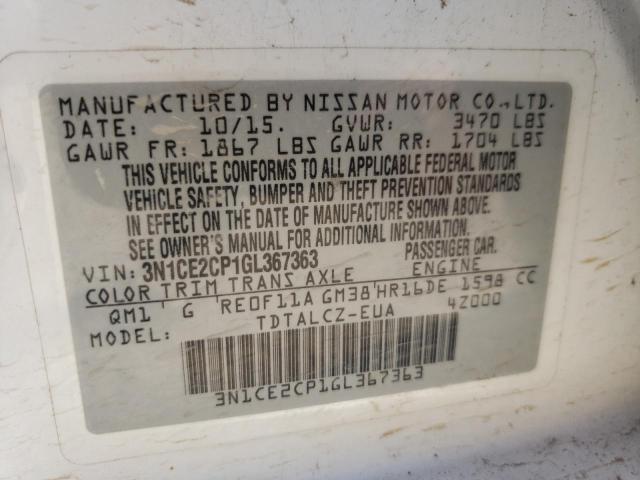 MANUFACTURED BY NISSAN MOTOR CO.,LTD.
DATE: 10/15. GVWR: 3470 LBS
GAWR FR: 1867 LBS GAWR RR: 1704 LBS
THIS VEHICLE CONFORMS TO ALL APPLICABLE FEDERAL MOTOR
VEHICLE SAFETY, BUMPER AND THEFT PREVENTION STANDARDS
IN EFFECT ON THE DATE OF MANUFACTURE SHOWN ABOVE.
SEE OWNER'S MANUAL FOR ADDITIONAL INFORMATION.
VIN: 3N1CE2CP1GL367363 PASSENGER CAR.
COLOR TRIM TRANS AXLE ENGINE
QM1 G RE0F11A GM38 HR16DE 1598 CC
MODEL: TDTALCZ-EUA 4Z000
3N1CE2CP1GL367363